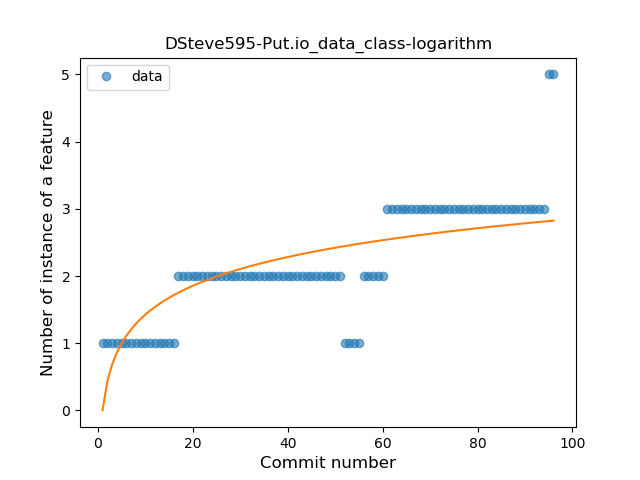 DSteve595-Put.io_data_class-logarithm
data
Number of instance of a feature
5
4
3
2
1
0
0 20 40 60 80 100
Commit number